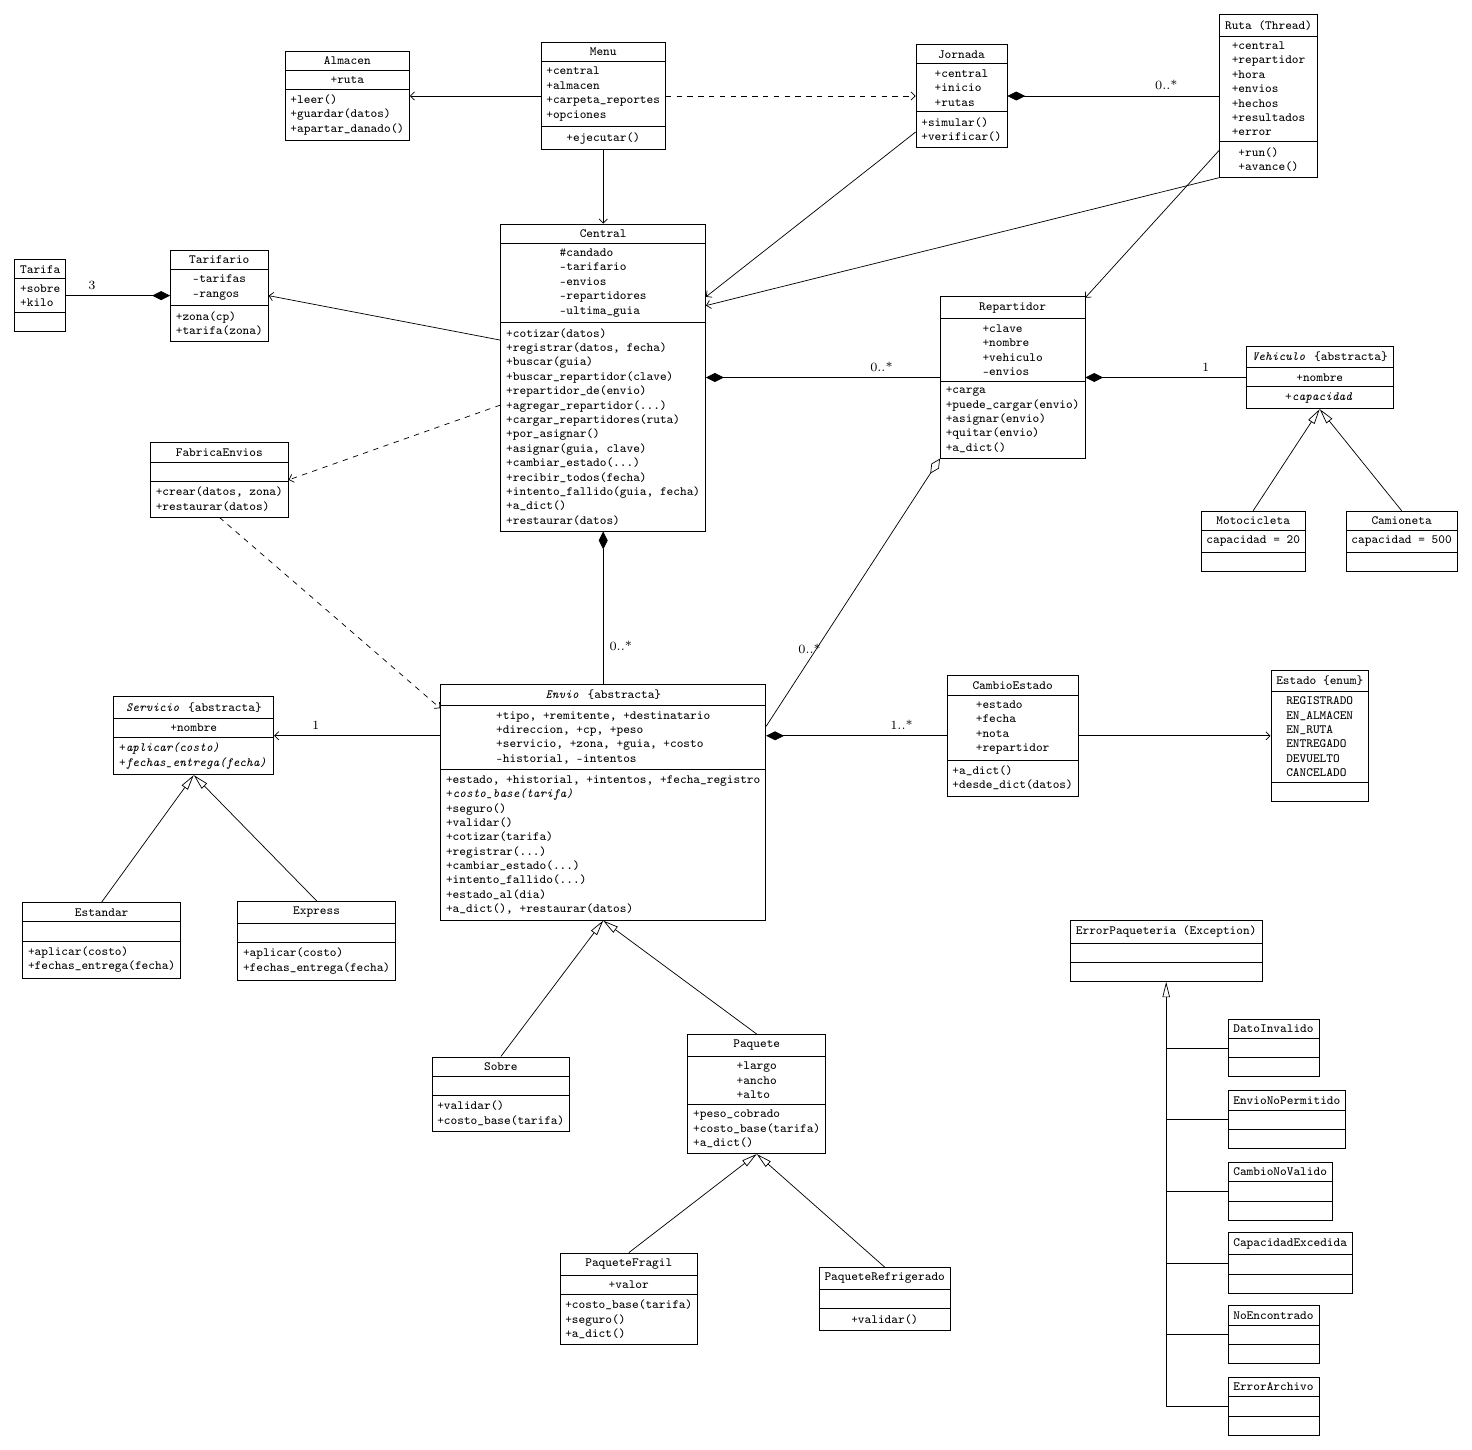 Almacen
+ruta
+leer()
+guardar(datos)
+apartar_danado()
Menu
+central
+almacen
+carpeta_reportes
+opciones
+ejecutar()
Jornada
+central
+inicio
+rutas
+simular()
+verificar()
0..*
Ruta (Thread)
+central
+repartidor
+hora
+envios
+hechos
+resultados
+error
+run()
+avance()
Tarifa
+sobre
+kilo
3
Tarifario
-tarifas
-rangos
+zona(cp)
+tarifa(zona)
Central
#candado
-tarifario
-envios
-repartidores
-ultima_guia
+cotizar(datos)
+registrar(datos, fecha)
+buscar(guia)
+buscar_repartidor(clave)
+repartidor_de(envio)
+agregar_repartidor(...)
+cargar_repartidores(ruta)
+por_asignar()
+asignar(guia, clave)
+cambiar_estado(...)
+recibir_todos(fecha)
+intento_fallido(guia, fecha)
+a_dict()
+restaurar(datos)
0..*
Repartidor
+clave
+nombre
+vehiculo
-envios
+carga
+puede_cargar(envio)
+asignar(envio)
+quitar(envio)
+a_dict()
1
Vehiculo {abstracta}
+nombre
+capacidad
FabricaEnvios
+crear(datos, zona)
+restaurar(datos)
Motocicleta
capacidad = 20
Camioneta
capacidad = 500
0..*
0..*
Servicio {abstracta}
+nombre
+aplicar(costo)
+fechas_entrega(fecha)
1
Envio {abstracta}
+tipo, +remitente, +destinatario
+direccion, +cp, +peso
+servicio, +zona, +guia, +costo
-historial, -intentos
+estado, +historial, +intentos, +fecha_registro
+costo_base(tarifa)
+seguro()
+validar()
+cotizar(tarifa)
+registrar(...)
+cambiar_estado(...)
+intento_fallido(...)
+estado_al(dia)
+a_dict(), +restaurar(datos)
1..*
CambioEstado
+estado
+fecha
+nota
+repartidor
+a_dict()
+desde_dict(datos)
Estado {enum}
REGISTRADO
EN_ALMACEN
EN_RUTA
ENTREGADO
DEVUELTO
CANCELADO
Estandar
+aplicar(costo)
+fechas_entrega(fecha)
Express
+aplicar(costo)
+fechas_entrega(fecha)
ErrorPaqueteria (Exception)
Sobre
+validar()
+costo_base(tarifa)
Paquete
+largo
+ancho
+alto
+peso_cobrado
+costo_base(tarifa)
+a_dict()
DatoInvalido
EnvioNoPermitido
CambioNoValido
CapacidadExcedida
NoEncontrado
ErrorArchivo
PaqueteFragil
+valor
+costo_base(tarifa)
+seguro()
+a_dict()
PaqueteRefrigerado
+validar()